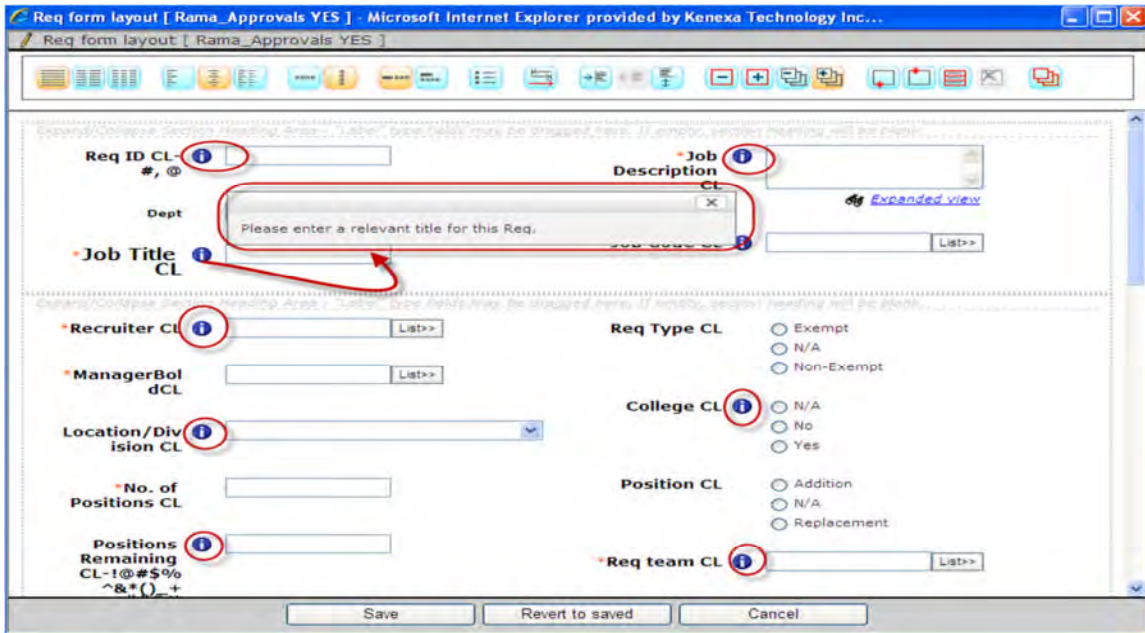 Req form layout [ Rama_Approvals YES ] - Microsoft Internet Explorer provided by Kenexa Technology Inc...
Req form layout [ Rama_Approvals YES ]
Expand/Collapse Section Heading Area : "Label" type fields may be dragged here. If empty, section heading will be blank.
Req ID CL-
#, @
*Job
Description
CL
Expanded view
Dept
Please enter a relevant title for this Req.
*Job Title
CL
List>>
Expand/Collapse Section Heading Area : "Label" type fields may be dragged here. If empty, section heading will be blank.
*Recruiter CL
List>>
Req Type CL
Exempt
N/A
Non-Exempt
*ManagerBol
dCL
List>>
College CL
N/A
No
Yes
Location/Div
ision CL
*No. of
Positions CL
Position CL
Addition
N/A
Replacement
Positions
Remaining
CL-!@#$%
^&*()_+
*Req team CL
List>>
Save
Revert to saved
Cancel